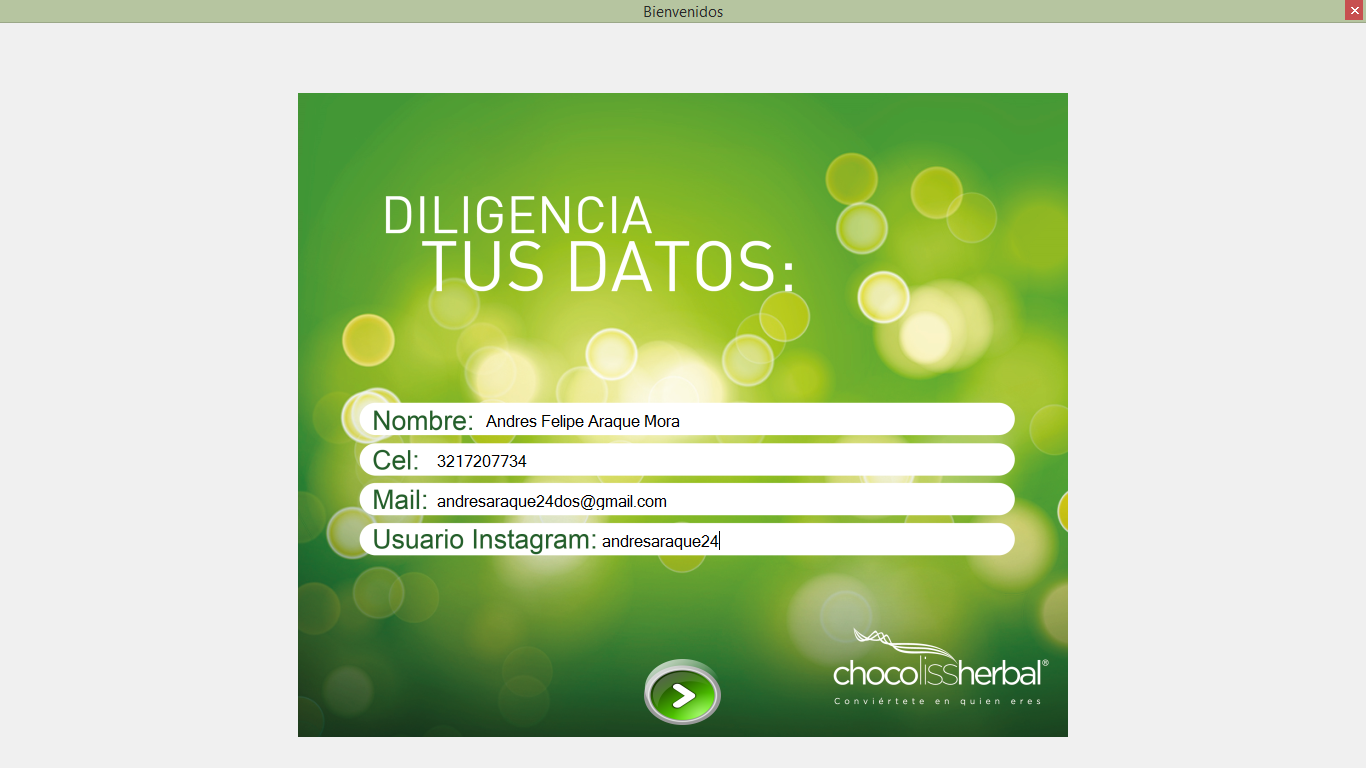 Bienvenidos
DILIGENCIA
TUS DATOS:
Nombre: Andres Felipe Araque Mora
Cel: 3217207734
Mail: andresaraque24dos@gmail.com
Usuario Instagram: andresaraque24
chocolissherbal®
Conviértete en quien eres